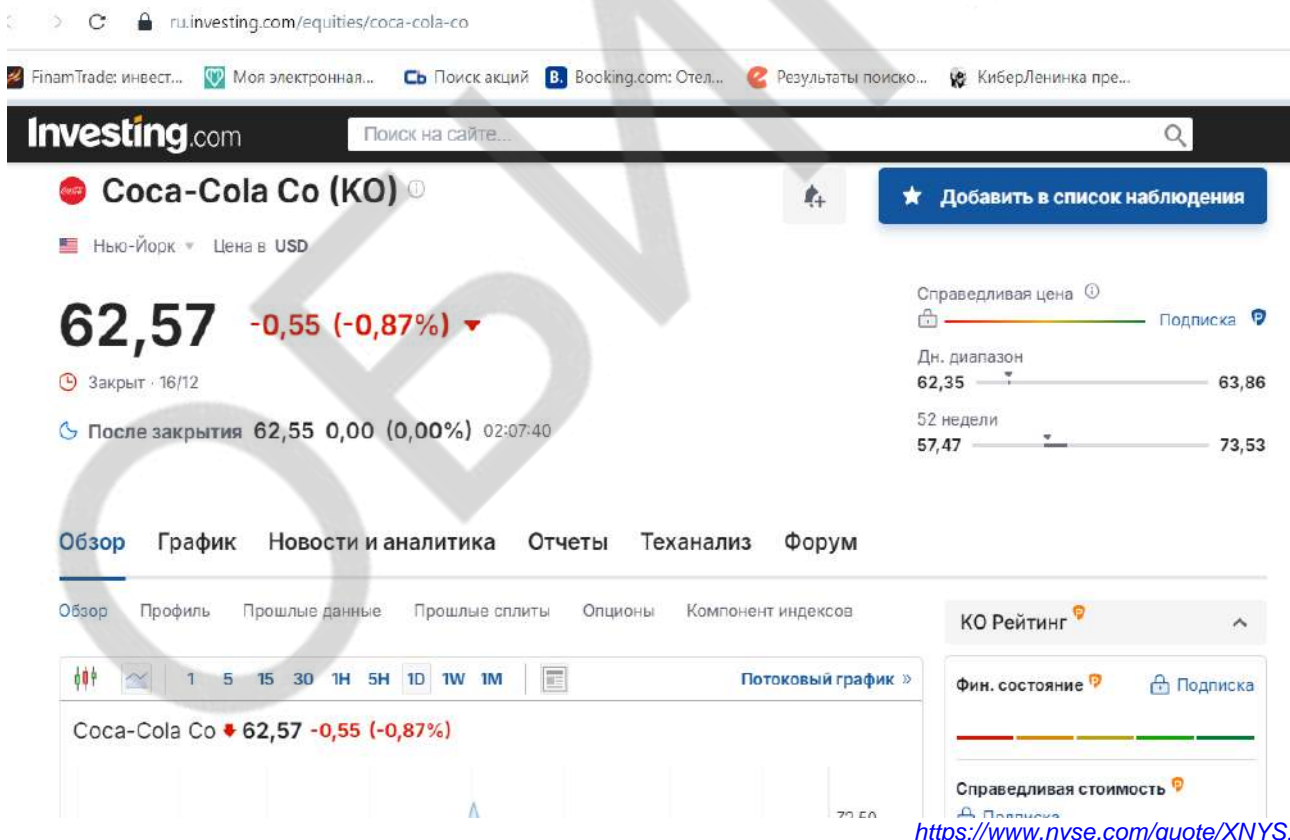 ru.investing.com/equities/coca-cola-co
FinamTrade: инвест... Моя электронная... Сь Поиск акций B. Booking.com: Отел... Результаты поиско... КиберЛенинка пре...
Investing.com Поиск на сайте...
Coca-Cola Co (KO)
Добавить в список наблюдения
Нью-Йорк Цена в USD
62,57 -0,55 (-0,87%)
Справедливая цена
Подписка
Закрыт · 16/12
Дн. диапазон
62,35 63,86
После закрытия 62,55 0,00 (0,00%) 02:07:40
52 недели
57,47 73,53
Обзор График Новости и аналитика Отчеты Теханализ Форум
Обзор Профиль Прошлые данные Прошлые сплиты Опционы Компонент индексов
KO Рейтинг
1 5 15 30 1H 5H 1D 1W 1M Потоковый график »
Фин. состояние Подписка
Coca-Cola Co 62,57 -0,55 (-0,87%)
Справедливая стоимость
Подписка
72,50
https://www.nyse.com/quote/XNYS.